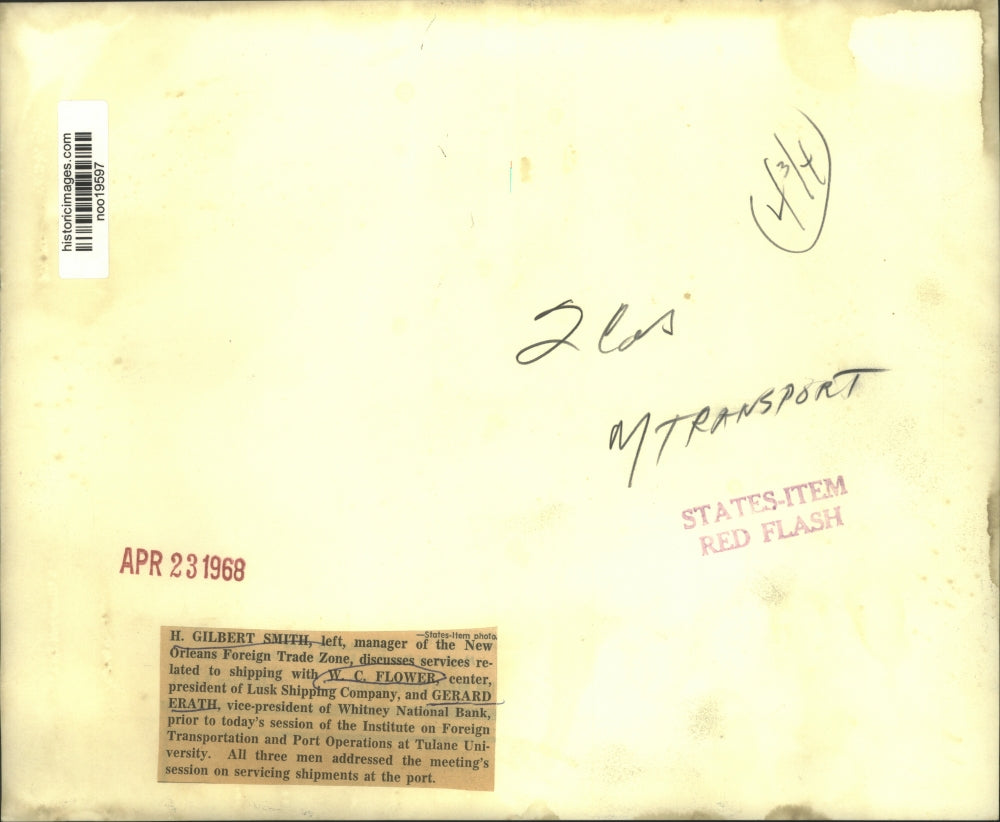 historicimages.com
noo19597
4 3/4
2 Cols
MTRANSPORT
STATES-ITEM
RED FLASH
APR 23 1968
—States-Item photo.
H. GILBERT SMITH, left, manager of the New
Orleans Foreign Trade Zone, discusses services re-
lated to shipping with W. C. FLOWER, center,
president of Lusk Shipping Company, and GERARD
ERATH, vice-president of Whitney National Bank,
prior to today's session of the Institute on Foreign
Transportation and Port Operations at Tulane Uni-
versity. All three men addressed the meeting's
session on servicing shipments at the port.